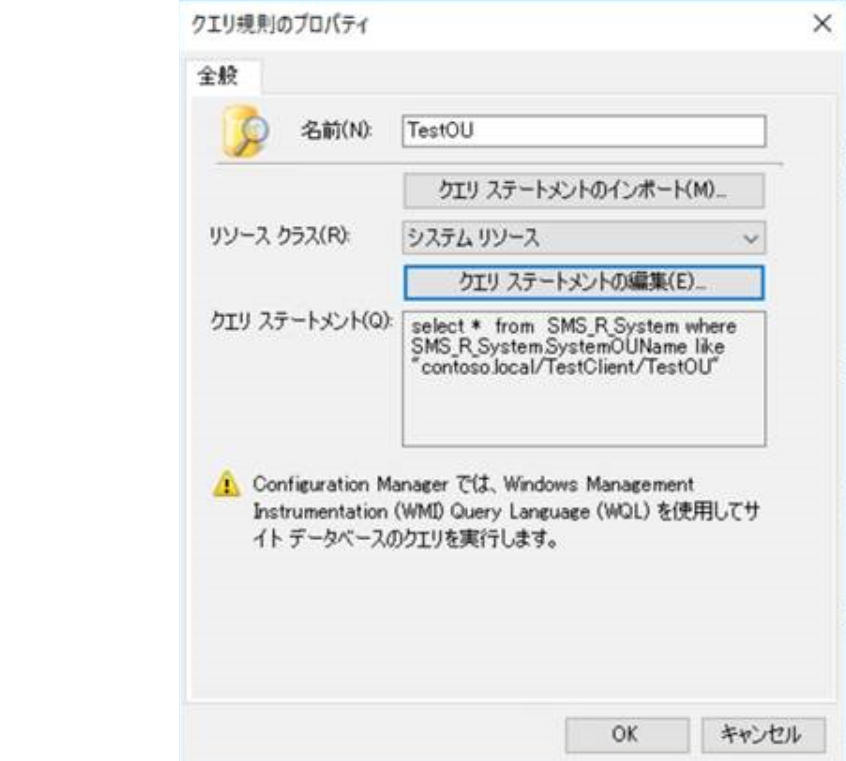 クエリ規則のプロパティ
全般
名前(N): TestOU
クエリ ステートメントのインポート(M)...
リソース クラス(R): システム リソース
クエリ ステートメントの編集(E)...
クエリ ステートメント(Q): select * from SMS_R_System where
SMS_R_System.SystemOUName like
"contoso.local/TestClient/TestOU"
Configuration Manager では、Windows Management
Instrumentation (WMI) Query Language (WQL) を使用してサ
イト データベースのクエリを実行します。
OK キャンセル